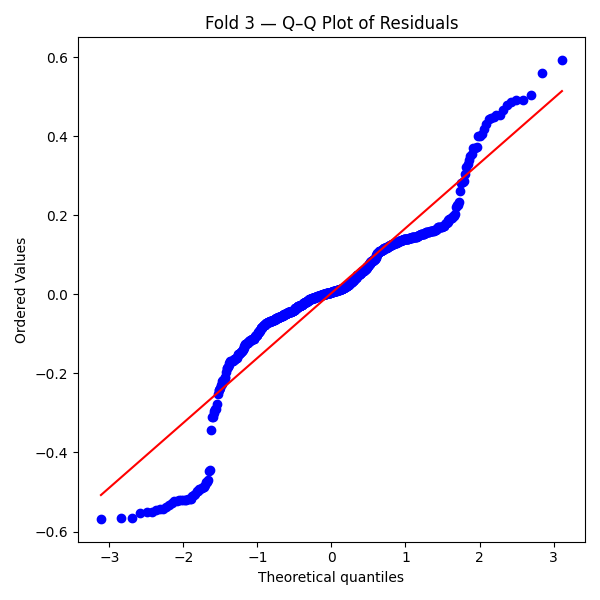 Fold 3 — Q–Q Plot of Residuals
Ordered Values
0.6
0.4
0.2
0.0
−0.2
−0.4
−0.6
−3 −2 −1 0 1 2 3
Theoretical quantiles